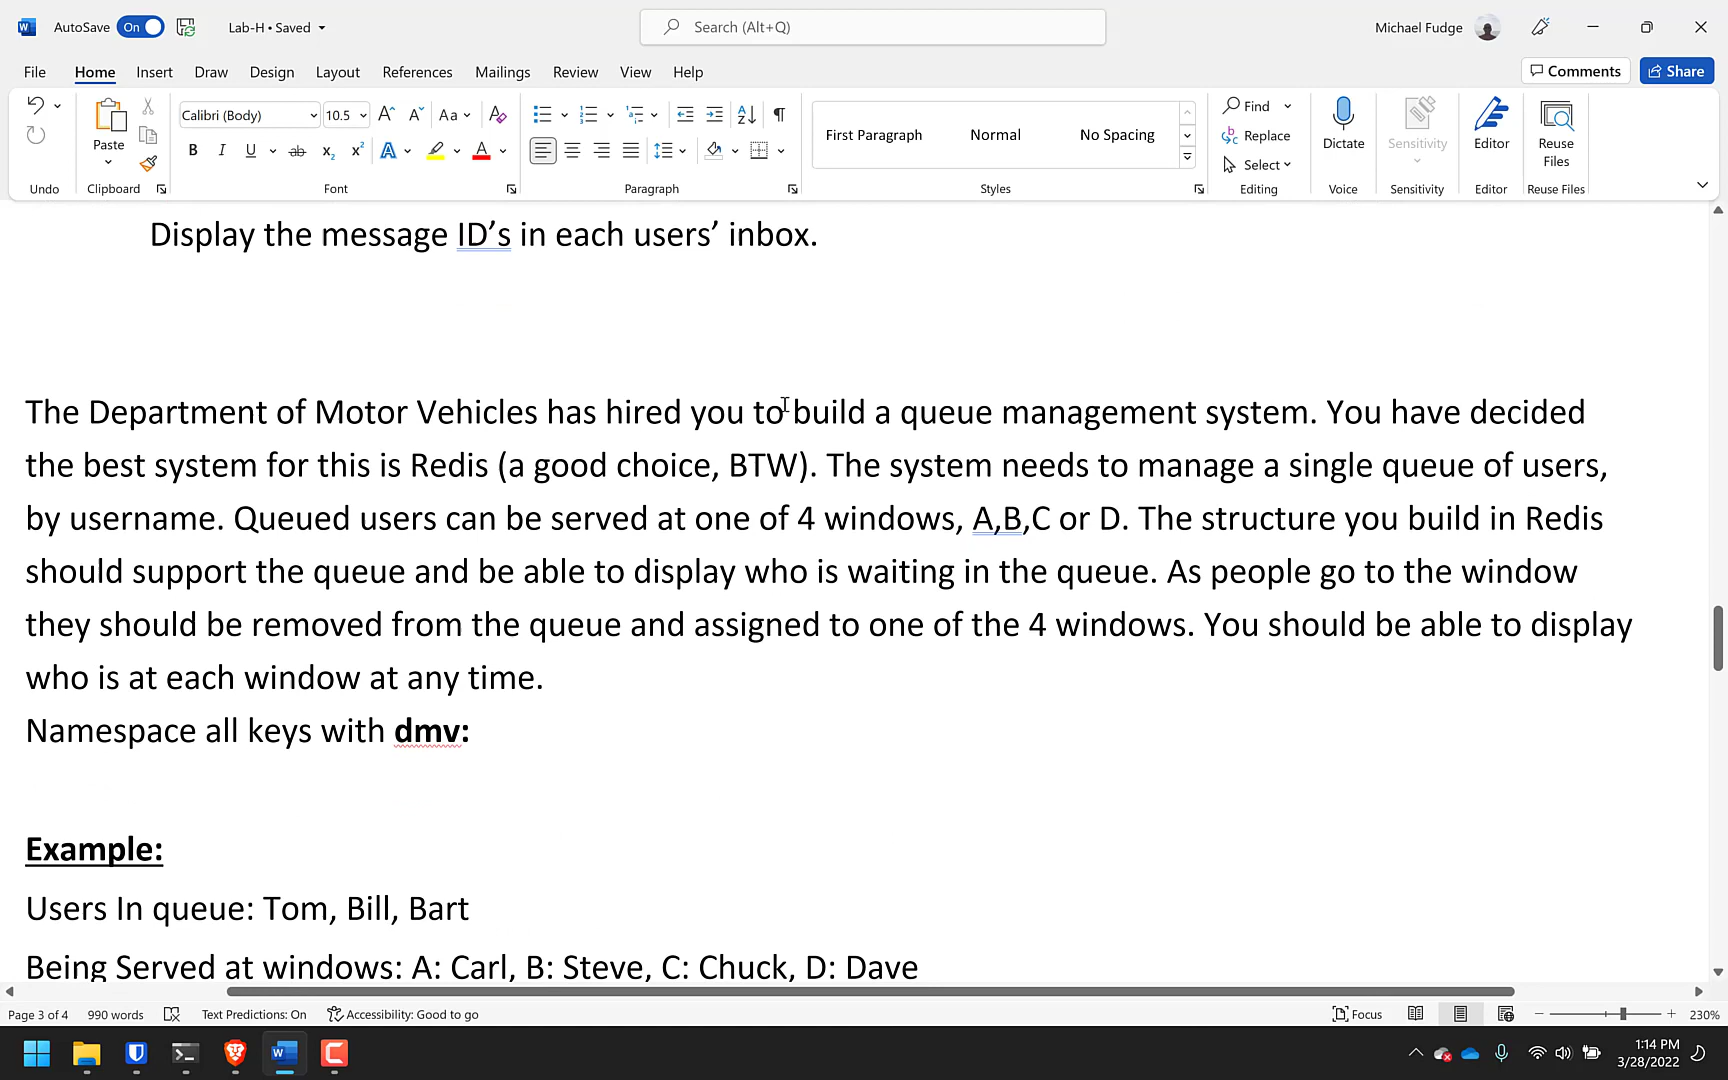 AutoSave On Lab-H • Saved Search (Alt+Q) Michael Fudge
File Home Insert Draw Design Layout References Mailings Review View Help Comments Share
Calibri (Body) 10.5 Aa
Paste
B I U ab x₂ x² A A
First Paragraph Normal No Spacing
Find
Replace
Select
Dictate Sensitivity Editor Reuse Files
Undo Clipboard Font Paragraph Styles Editing Voice Sensitivity Editor Reuse Files
Display the message ID’s in each users’ inbox.
The Department of Motor Vehicles has hired you to build a queue management system. You have decided
the best system for this is Redis (a good choice, BTW). The system needs to manage a single queue of users,
by username. Queued users can be served at one of 4 windows, A,B,C or D. The structure you build in Redis
should support the queue and be able to display who is waiting in the queue. As people go to the window
they should be removed from the queue and assigned to one of the 4 windows. You should be able to display
who is at each window at any time.
Namespace all keys with dmv:
Example:
Users In queue: Tom, Bill, Bart
Being Served at windows: A: Carl, B: Steve, C: Chuck, D: Dave
Page 3 of 4 990 words Text Predictions: On Accessibility: Good to go Focus 230%
1:14 PM
3/28/2022